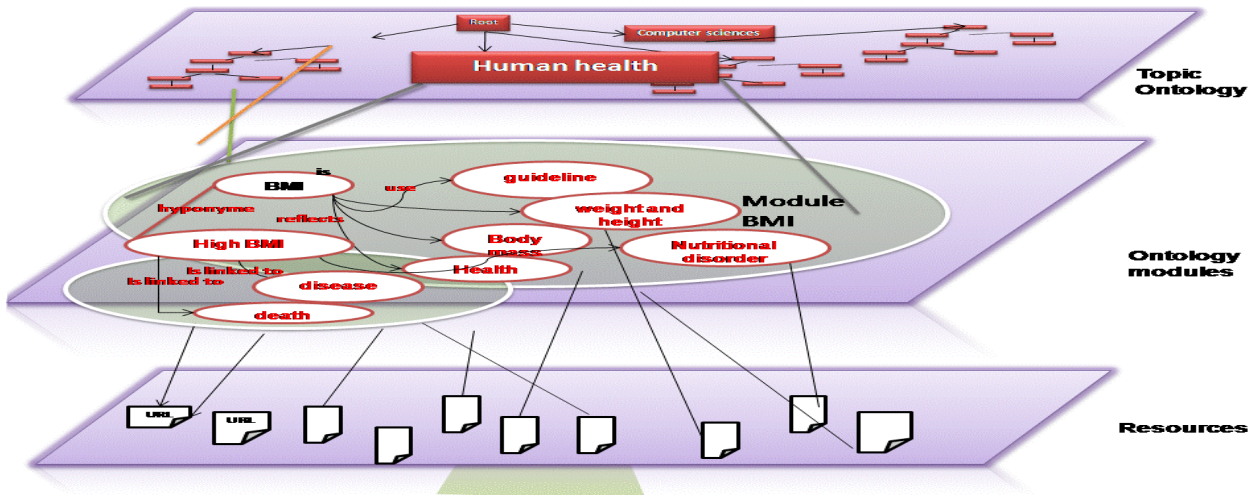 Root
Computer sciences
Human health
Topic
Ontology
is
BMI
use
guideline
hyponyme
reflects
weight and
height
Module
BMI
High BMI
Body
mass
Nutritional
disorder
Is linked to
Health
Is linked to
disease
death
Ontology
modules
URL
URL
Resources